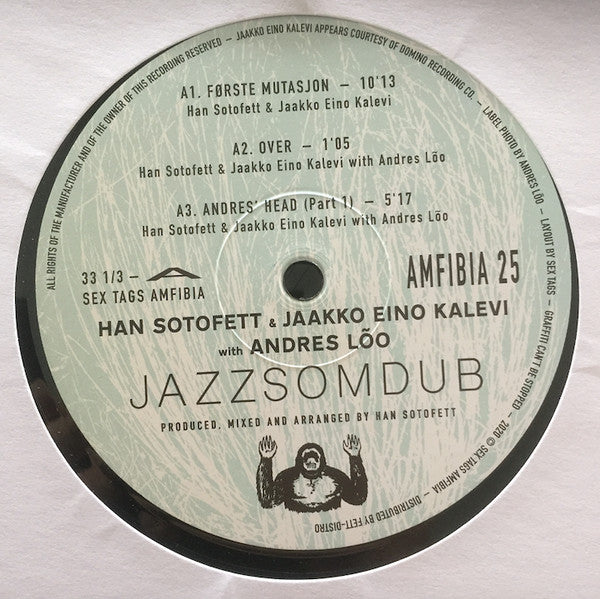 ALL RIGHTS OF THE MANUFACTURER AND OF THE OWNER OF THIS RECORDING RESERVED – JAAKKO EINO KALEVI APPEARS COURTESY OF DOMINO RECORDING CO. – LABEL PHOTO BY ANDRES LÕO – LAYOUT BY SEX TAGS – GRAFFITI CAN'T BE STOPPED – 2020 © SEX TAGS AMFIBIA – DISTRIBUTED BY FETT-DISTRO
A1. FØRSTE MUTASJON – 10'13
Han Sotofett & Jaakko Eino Kalevi
A2. OVER – 1'05
Han Sotofett & Jaakko Eino Kalevi with Andres Lõo
A3. ANDRES' HEAD (Part 1) – 5'17
Han Sotofett & Jaakko Eino Kalevi with Andres Lõo
33 1/3 – A
SEX TAGS AMFIBIA
AMFIBIA 25
HAN SOTOFETT & JAAKKO EINO KALEVI
with ANDRES LÕO
JAZZSOMDUB
PRODUCED, MIXED AND ARRANGED BY HAN SOTOFETT